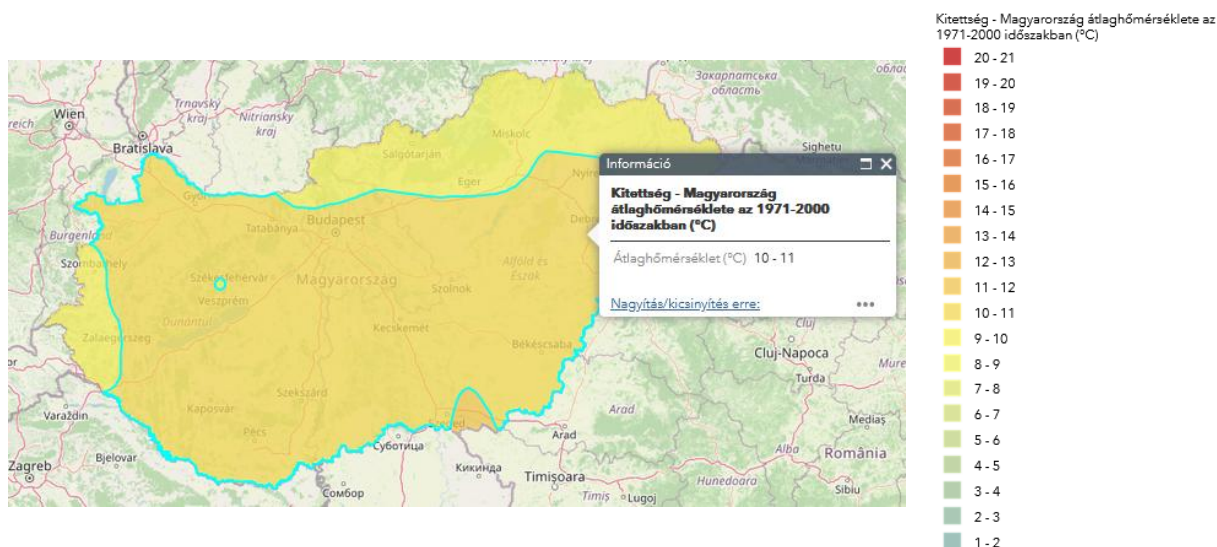 Kitettség - Magyarország átlaghőmérséklete az
1971-2000 időszakban (°C)
20 - 21
19 - 20
18 - 19
17 - 18
16 - 17
15 - 16
14 - 15
13 - 14
12 - 13
11 - 12
10 - 11
9 - 10
8 - 9
7 - 8
6 - 7
5 - 6
4 - 5
3 - 4
2 - 3
1 - 2
Закарпатська
область
Wien
Trnavský
kraj
Nitriansky
kraj
reich
Bratislava
Miskolc
Salgótarján
Sighetu
Eger
Budapest
Tatabánya
Burgenland
Szombathely
Székesfehérvár
Veszprém
Magyarország
Alföld és
Észak
Szolnok
Dunántúl
Zalaegerszeg
Kecskemét
Békéscsaba
Kaposvár
Szekszárd
Pécs
Szeged
Varaždin
Bjelovar
Zagreb
Суботица
Сомбор
Кикинда
Arad
Arad
Timișoara
Timiș
Lugoj
Hunedoara
Alba
Sibiu
România
Mediaș
Turda
Cluj-Napoca
Cluj
Mure
Információ
Kitettség - Magyarország
átlaghőmérséklete az 1971-2000
időszakban (°C)
Átlaghőmérséklet (°C) 10 - 11
Nagyítás/kicsinyítés erre: